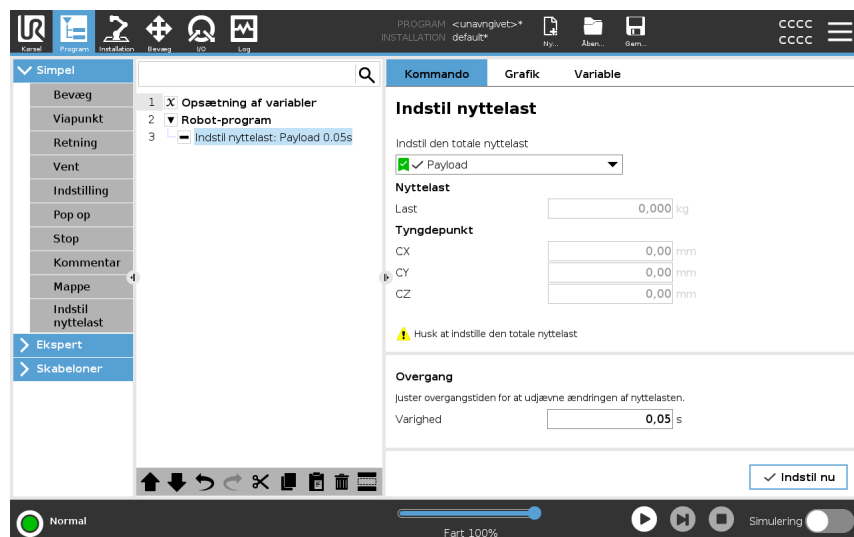 UR
Kørsel
Program
Installation
Bevæg
I/O
Log
PROGRAM <unavngivet>*
INSTALLATION default*
Ny...
Åben...
Gem...
CCCC
CCCC
Simpel
Bevæg
Viapunkt
Retning
Vent
Indstilling
Pop op
Stop
Kommentar
Mappe
Indstil
nyttelast
Ekspert
Skabeloner
1 X Opsætning af variabler
2 Robot-program
3 Indstil nyttelast: Payload 0.05s
Kommando
Grafik
Variable
Indstil nyttelast
Indstil den totale nyttelast
Payload
Nyttelast
Last 0,000 kg
Tyngdepunkt
CX 0,00 mm
CY 0,00 mm
CZ 0,00 mm
Husk at indstille den totale nyttelast
Overgang
Juster overgangstiden for at udjævne ændringen af nyttelasten.
Varighed 0,05 s
Indstil nu
Normal
Fart 100%
Simulering